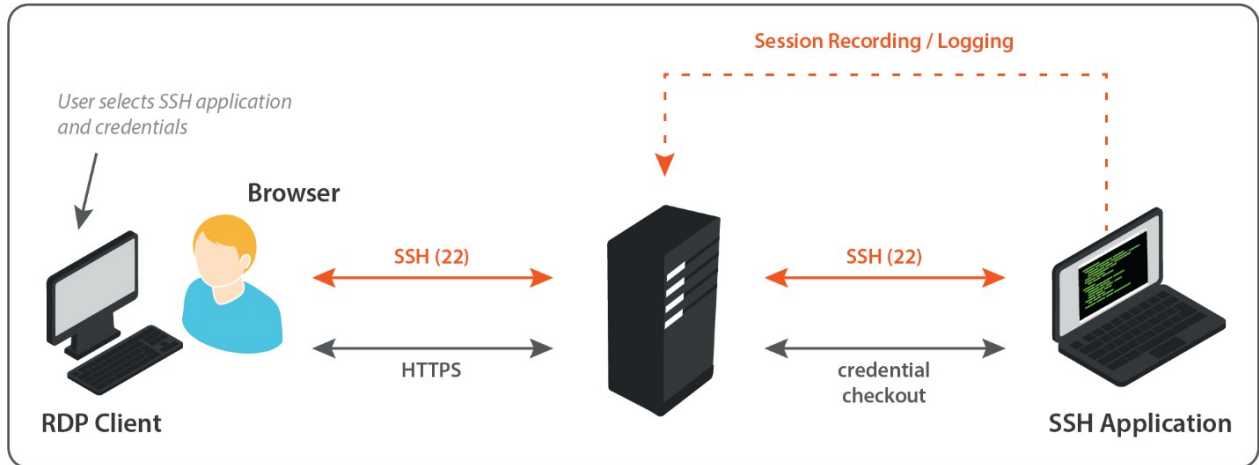 Session Recording / Logging
User selects SSH application
and credentials
Browser
SSH (22)
SSH (22)
HTTPS
credential
checkout
RDP Client
SSH Application